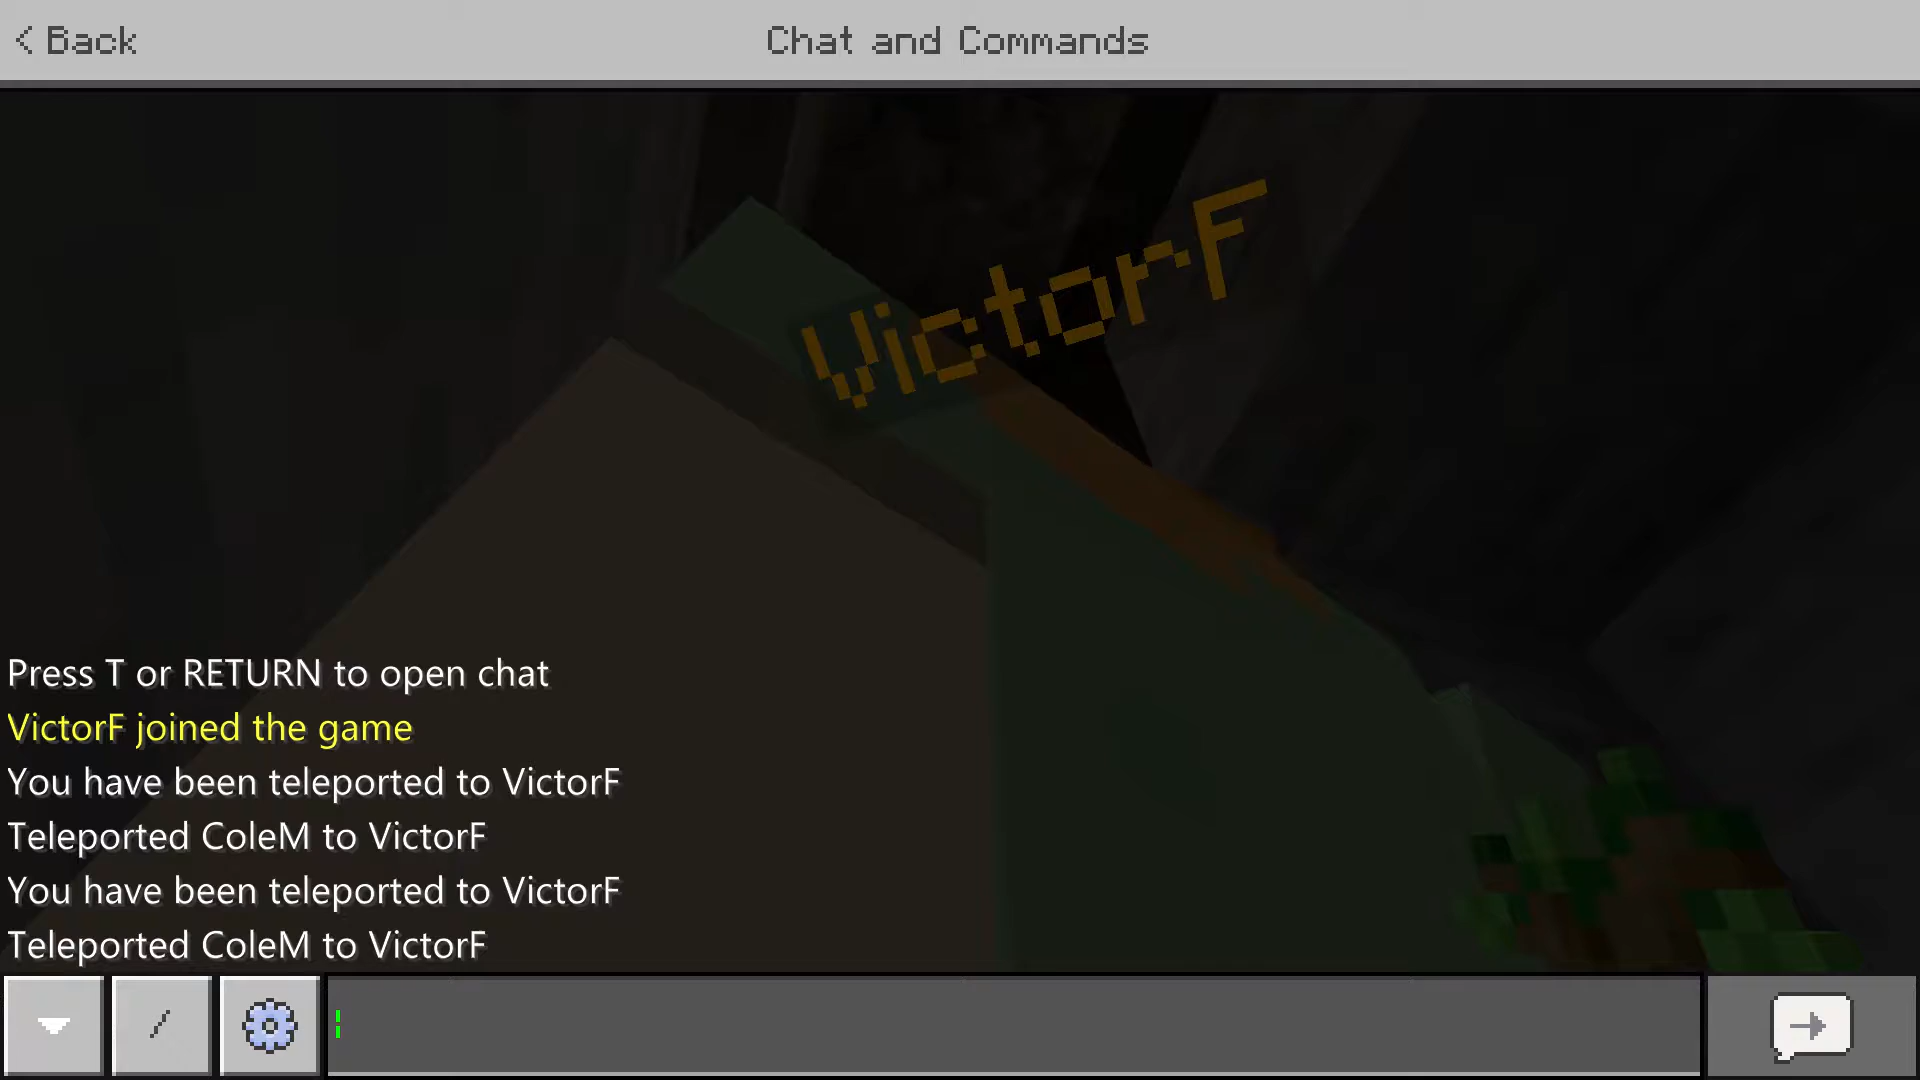 Back
Chat and Commands
VictorF
Press T or RETURN to open chat
VictorF joined the game
You have been teleported to VictorF
Teleported ColeM to VictorF
You have been teleported to VictorF
Teleported ColeM to VictorF
/